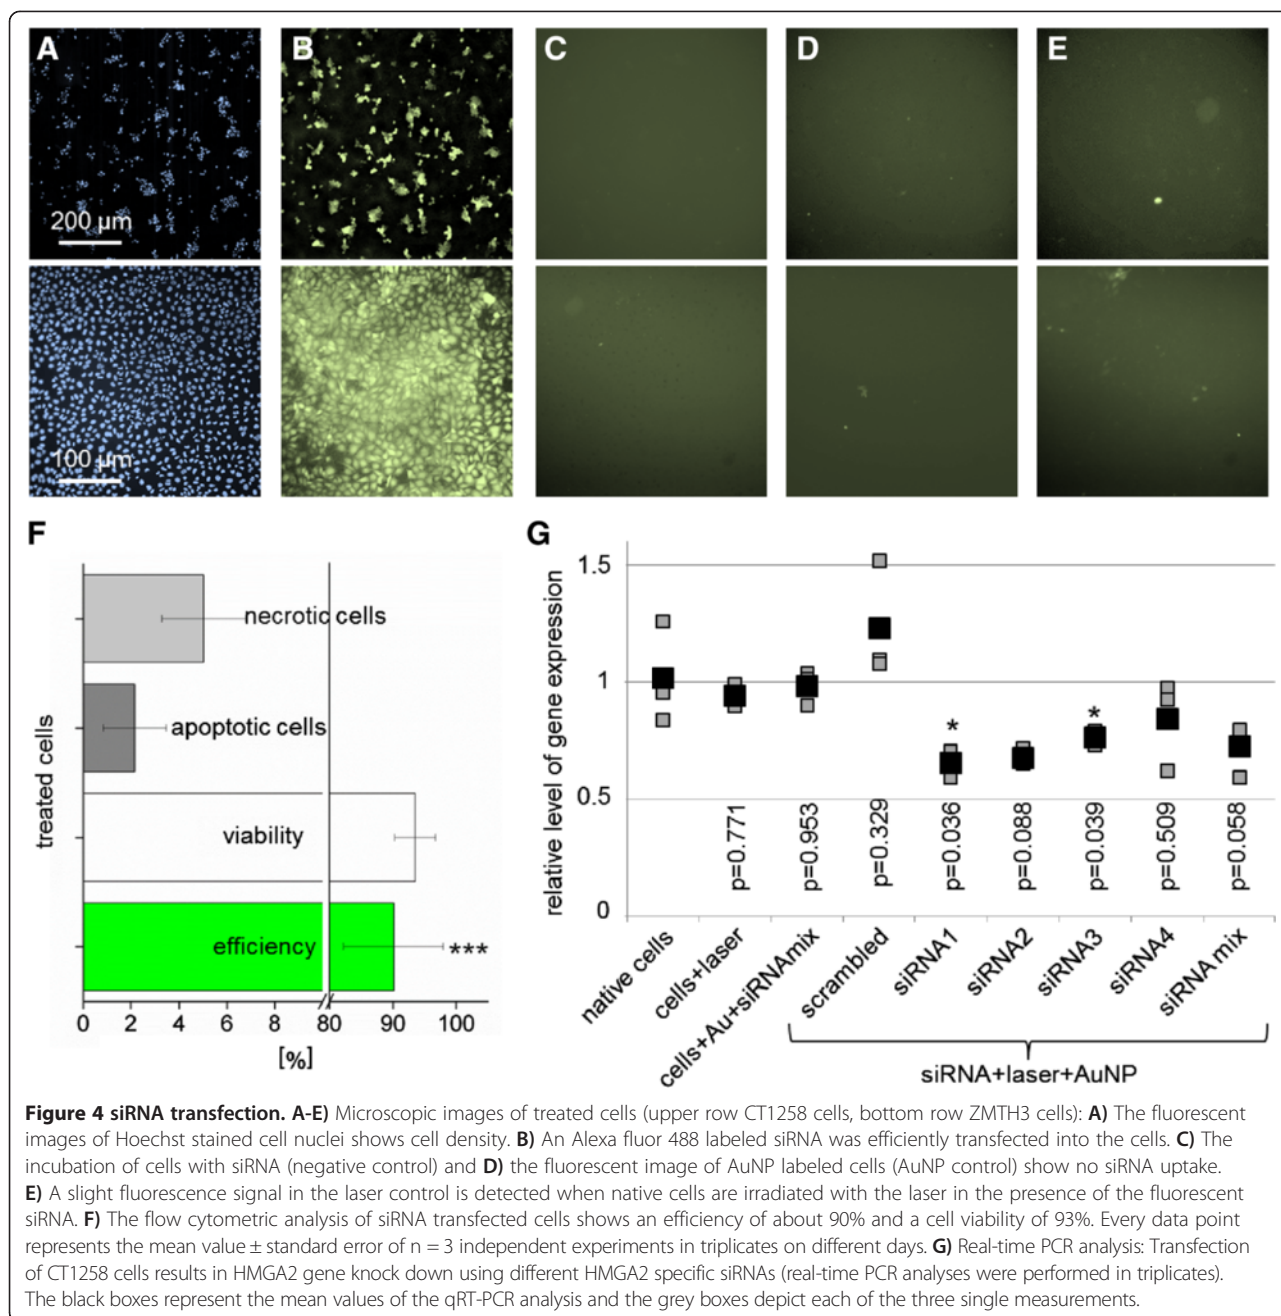 A
B
C
D
E
200 µm
100 µm
F
G
treated cells
necrotic cells
apoptotic cells
viability
efficiency
***
0 2 4 6 8 80 90 100
[%]
relative level of gene expression
1.5
1
0.5
0
*
*
p=0.771
p=0.953
p=0.329
p=0.036
p=0.088
p=0.039
p=0.509
p=0.058
native cells
cells+laser
cells+Au+siRNAmix
scrambled
siRNA1
siRNA2
siRNA3
siRNA4
siRNA mix
siRNA+laser+AuNP
Figure 4 siRNA transfection. A-E) Microscopic images of treated cells (upper row CT1258 cells, bottom row ZMTH3 cells): A) The fluorescent
images of Hoechst stained cell nuclei shows cell density. B) An Alexa fluor 488 labeled siRNA was efficiently transfected into the cells. C) The
incubation of cells with siRNA (negative control) and D) the fluorescent image of AuNP labeled cells (AuNP control) show no siRNA uptake.
E) A slight fluorescence signal in the laser control is detected when native cells are irradiated with the laser in the presence of the fluorescent
siRNA. F) The flow cytometric analysis of siRNA transfected cells shows an efficiency of about 90% and a cell viability of 93%. Every data point
represents the mean value ± standard error of n = 3 independent experiments in triplicates on different days. G) Real-time PCR analysis: Transfection
of CT1258 cells results in HMGA2 gene knock down using different HMGA2 specific siRNAs (real-time PCR analyses were performed in triplicates).
The black boxes represent the mean values of the qRT-PCR analysis and the grey boxes depict each of the three single measurements.